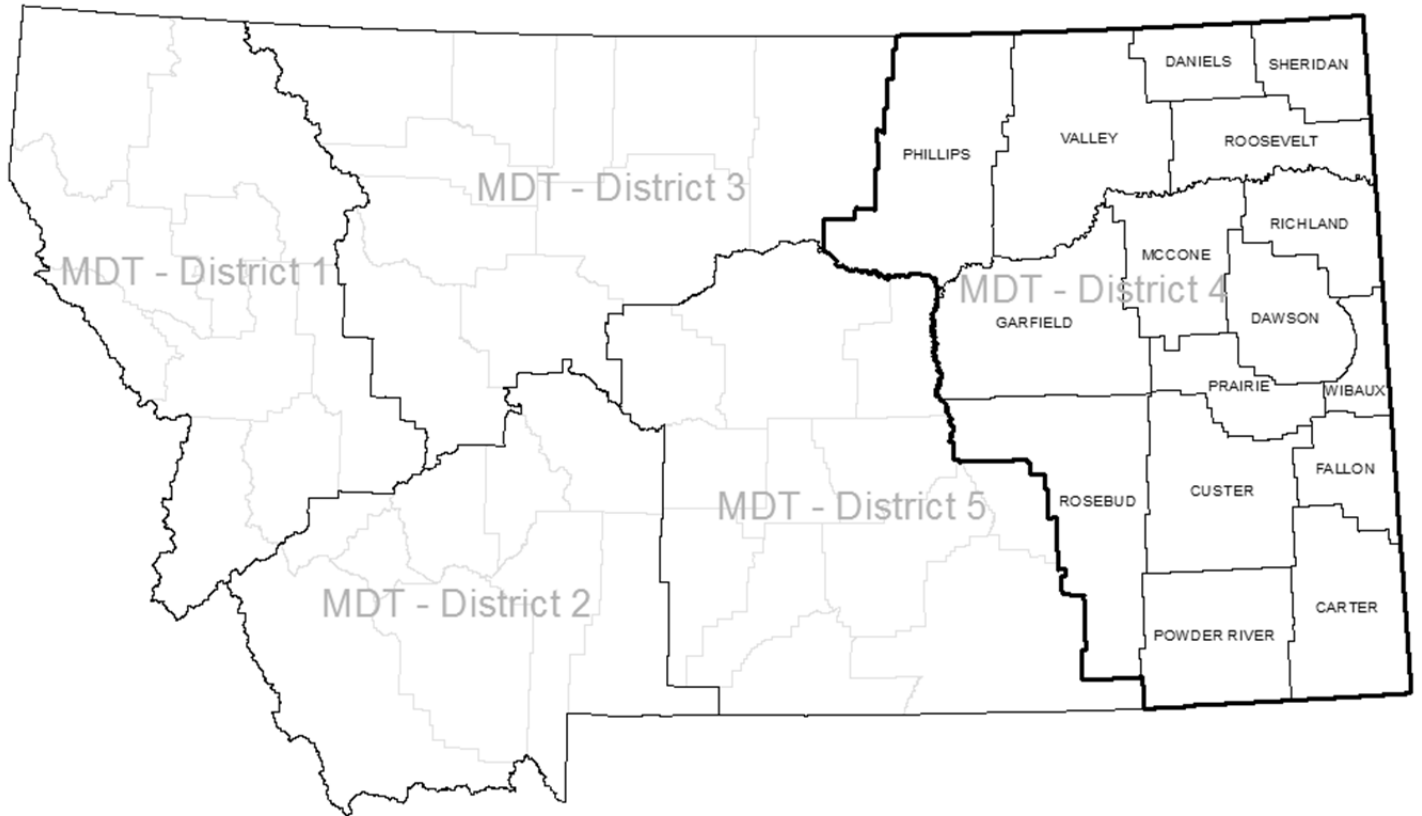 DANIELS
SHERIDAN
PHILLIPS
VALLEY
ROOSEVELT
MDT - District 3
RICHLAND
MDT - District 1
MCCONE
MDT - District 4
GARFIELD
DAWSON
PRAIRIE
WIBAUX
FALLON
CUSTER
ROSEBUD
MDT - District 5
MDT - District 2
CARTER
POWDER RIVER